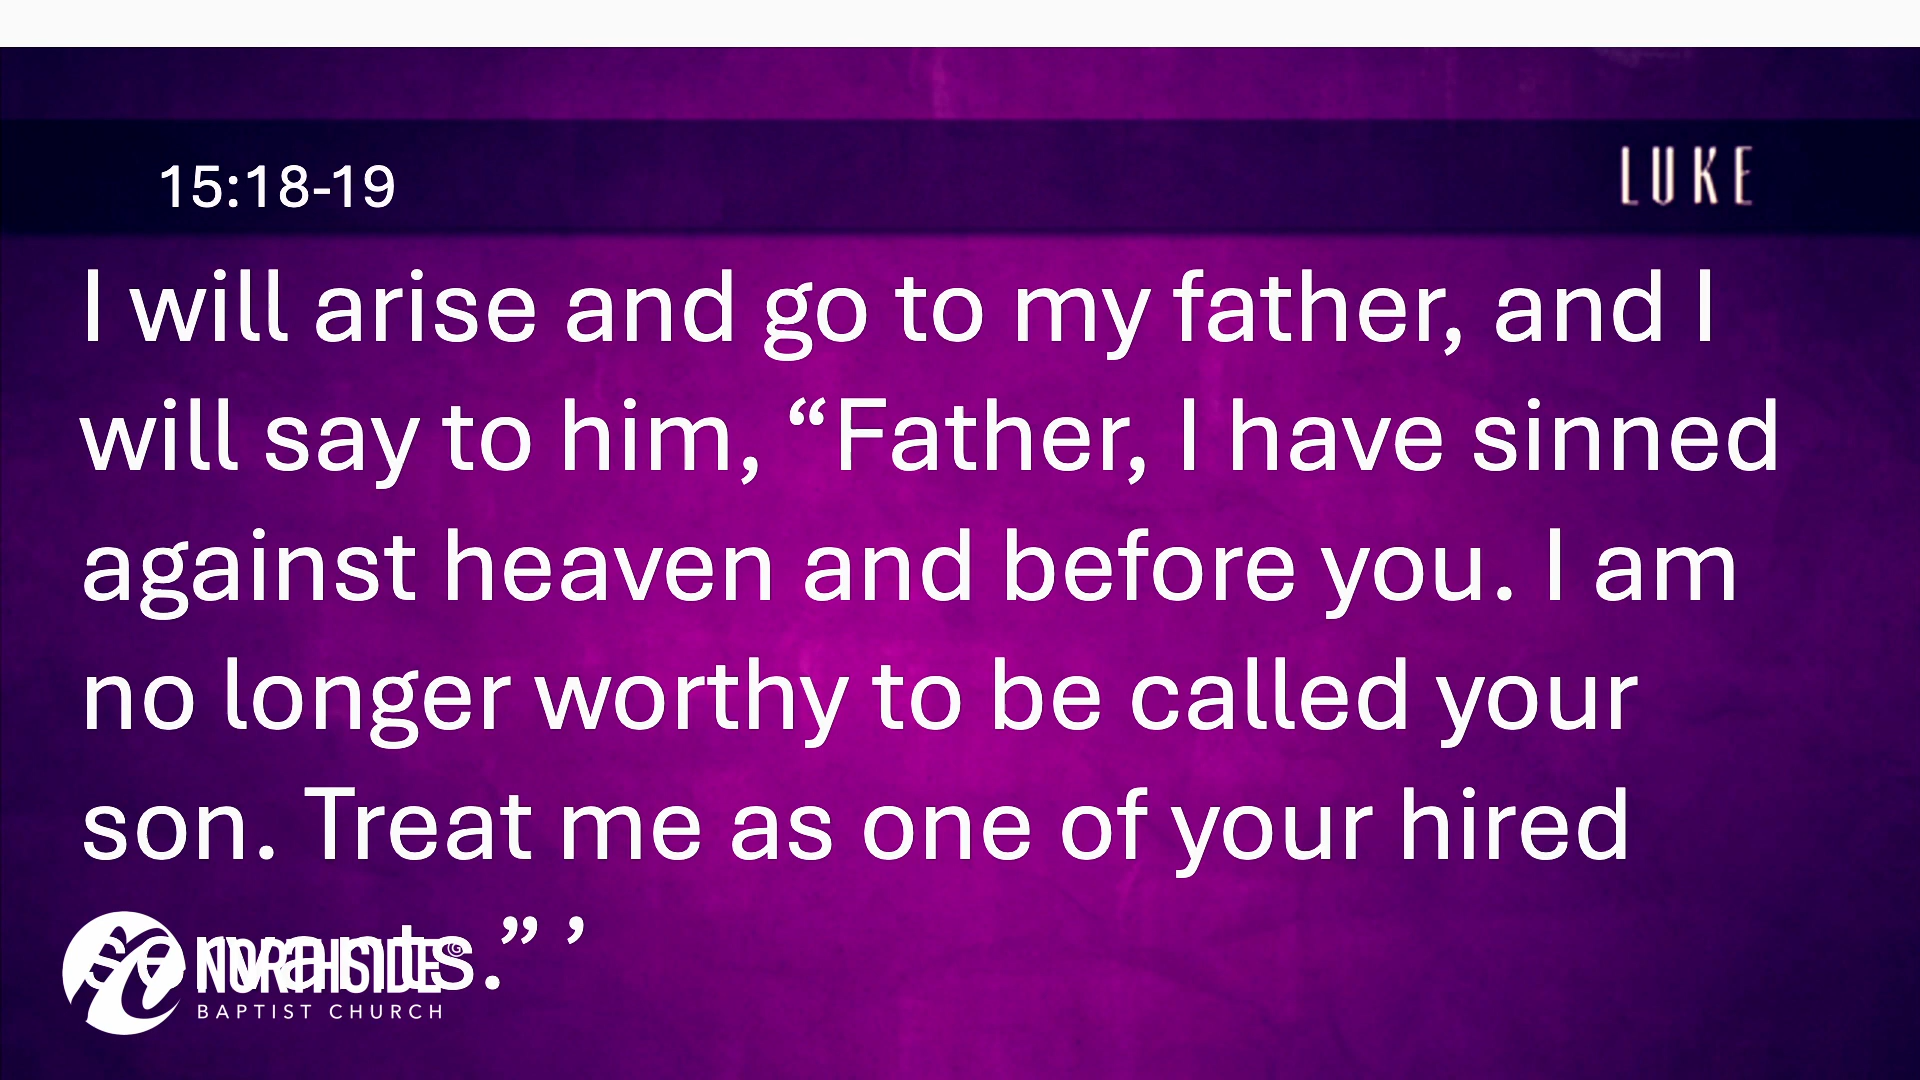 15:18-19
LUKE
I will arise and go to my father, and I
will say to him, “Father, I have sinned
against heaven and before you. I am
no longer worthy to be called your
son. Treat me as one of your hired
servants.” ’
NORTHSIDE
BAPTIST CHURCH